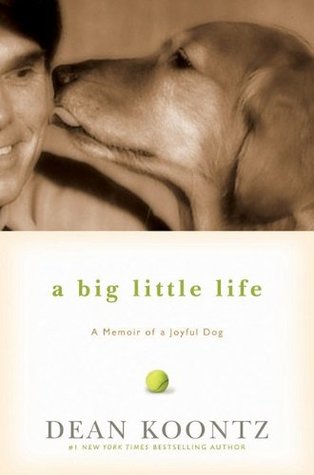 a big little life
A Memoir of a Joyful Dog
DEAN KOONTZ
#1 NEW YORK TIMES BESTSELLING AUTHOR